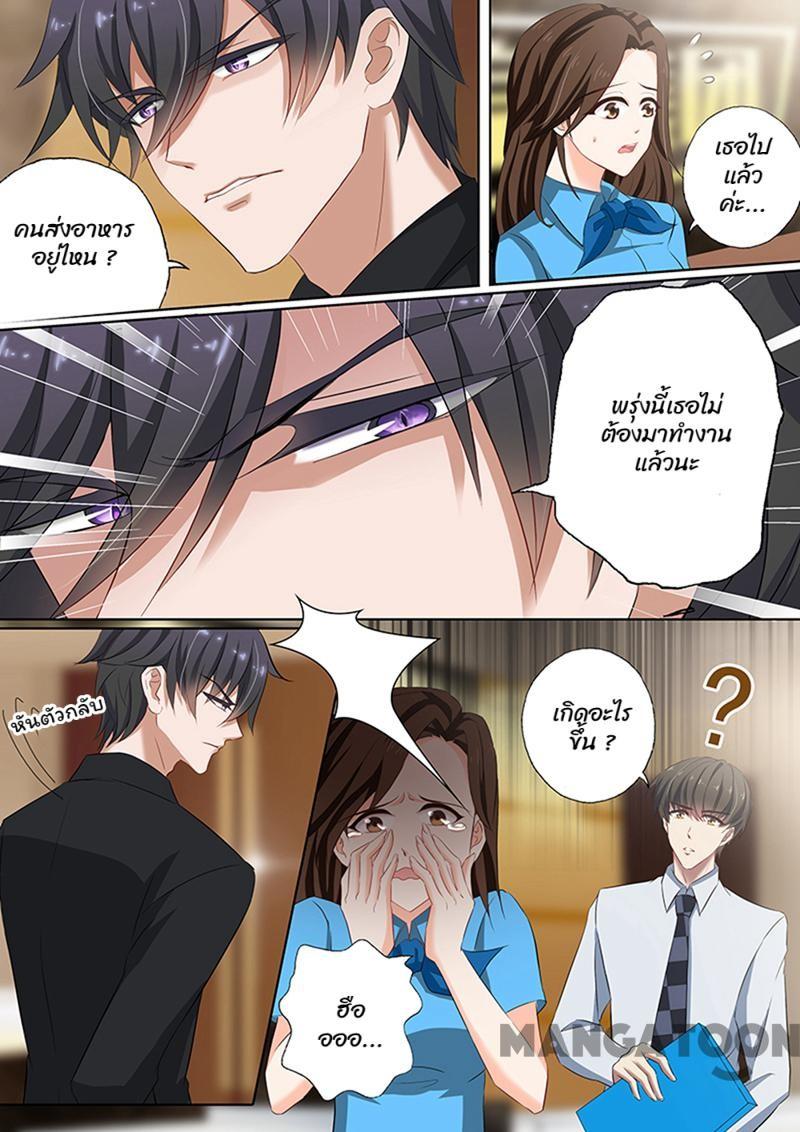 คนส่งอาหาร
อยู่ไหน ?
เธอไป
แล้ว
ค่ะ...
พรุ่งนี้เธอไม่
ต้องมาทำงาน
แล้วนะ
หันตัวกลับ
เกิดอะไร
ขึ้น ?
?
ฮือ
ออออ...
MANGATOON